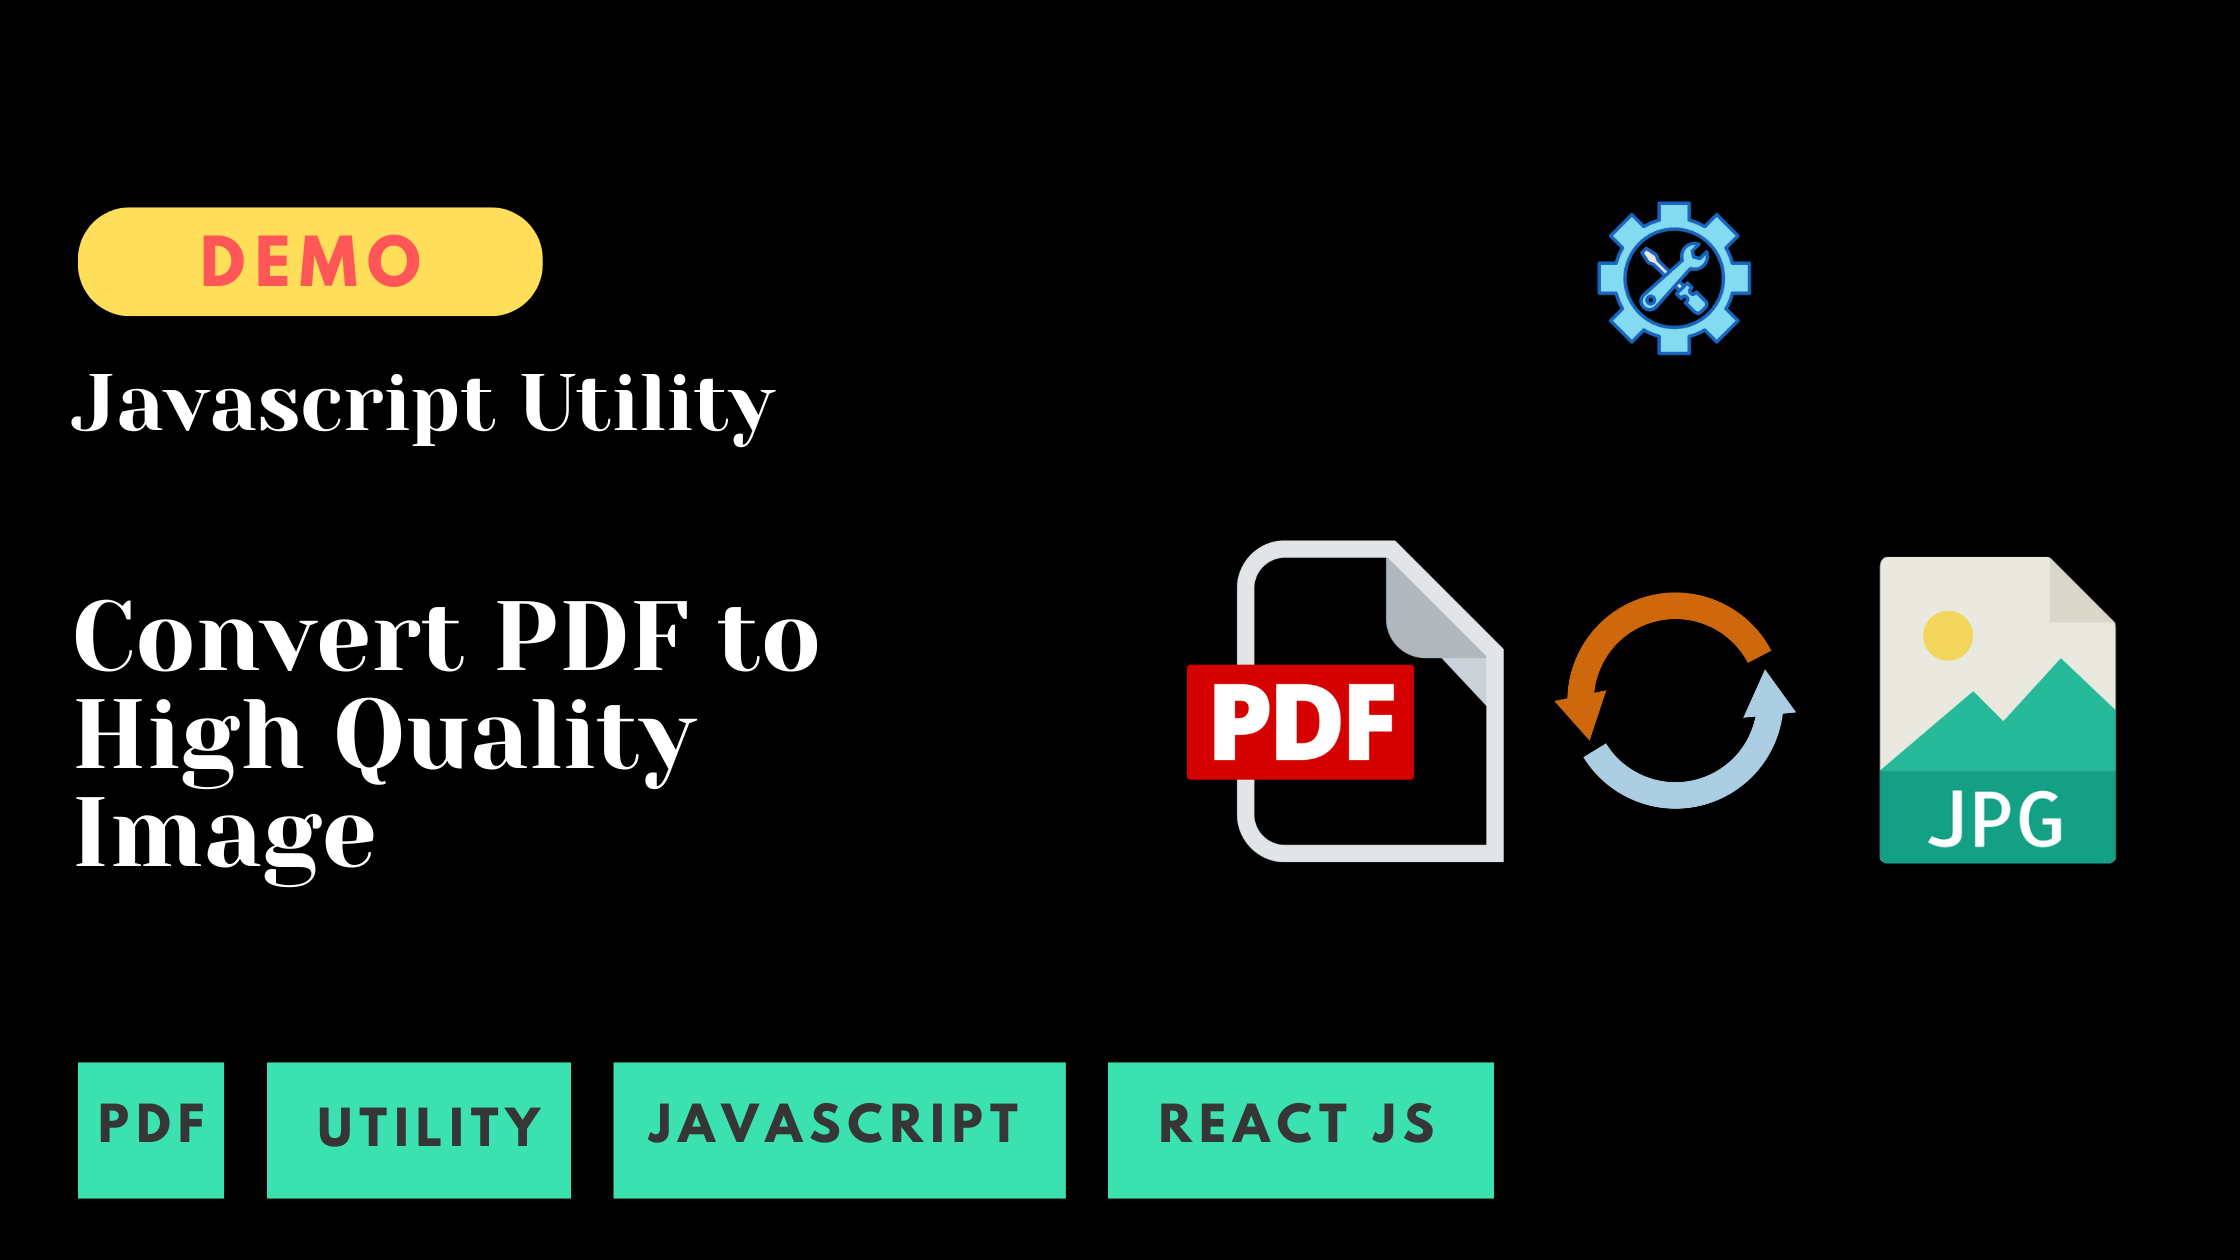 DEMO
Javascript Utility
Convert PDF to
High Quality
Image
PDF
JPG
PDF
UTILITY
JAVASCRIPT
REACT JS